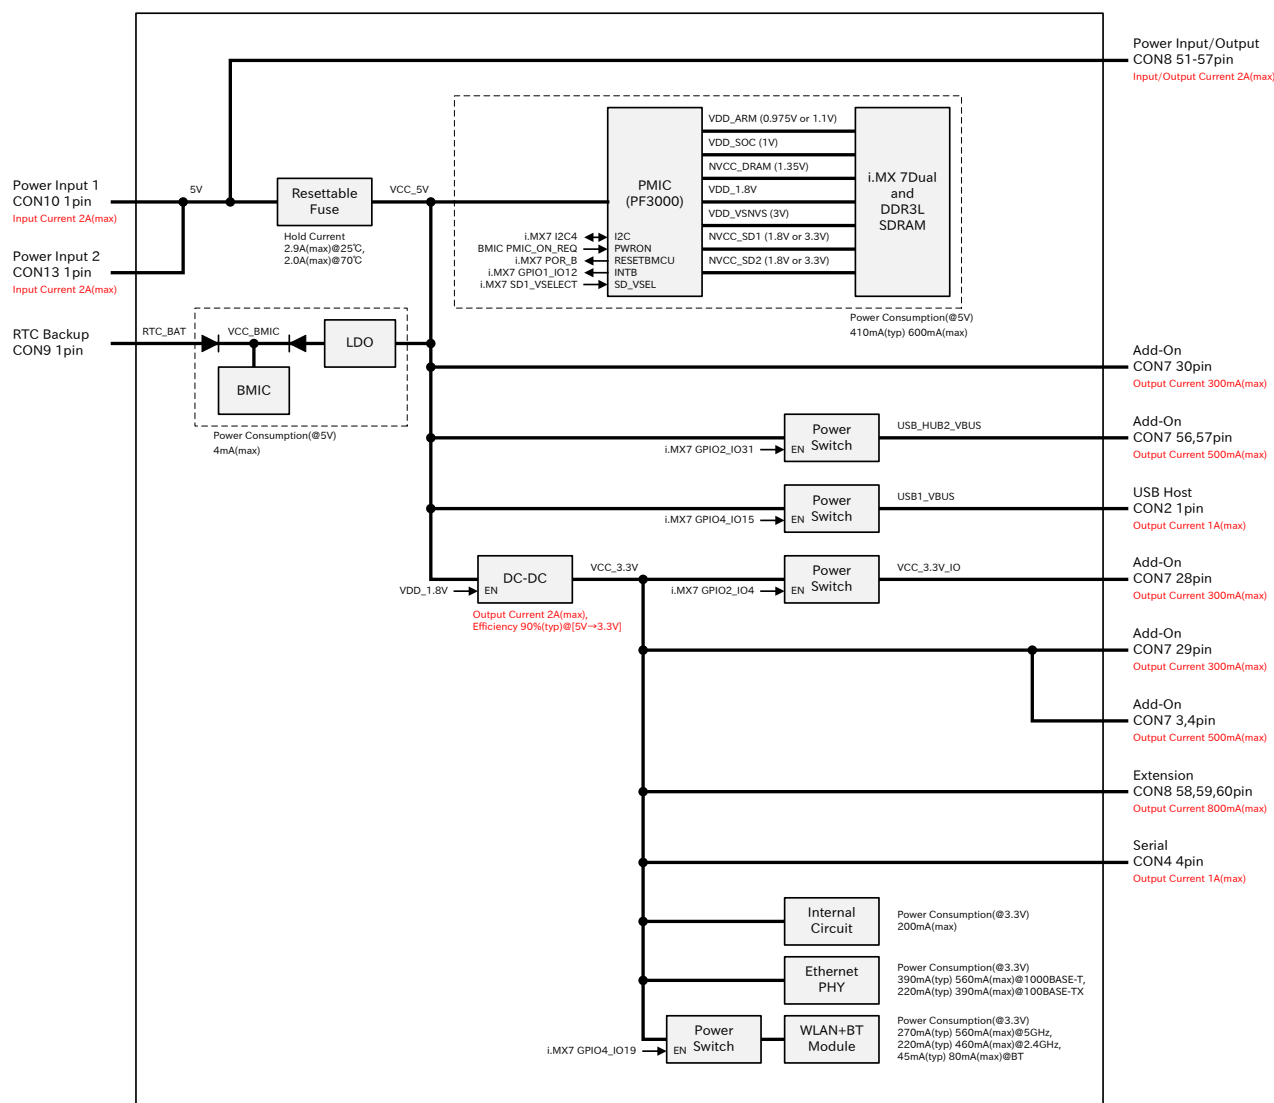 Power Input/Output
CON8 51-57pin
Input/Output Current 2A(max)
Power Input 1
CON10 1pin
Input Current 2A(max)
5V
Resettable
Fuse
Hold Current
2.9A(max)@25℃,
2.0A(max)@70℃
VCC_5V
Power Input 2
CON13 1pin
Input Current 2A(max)
PMIC
(PF3000)
VDD_ARM (0.975V or 1.1V)
VDD_SOC (1V)
NVCC_DRAM (1.35V)
VDD_1.8V
VDD_VSNVS (3V)
NVCC_SD1 (1.8V or 3.3V)
NVCC_SD2 (1.8V or 3.3V)
i.MX 7Dual
and
DDR3L
SDRAM
i.MX7 I2C4
I2C
BMIC PMIC_ON_REQ
PWRON
i.MX7 POR_B
RESETBMCU
i.MX7 GPIO1_IO12
INTB
i.MX7 SD1_VSELECT
SD_VSEL
Power Consumption(@5V)
410mA(typ) 600mA(max)
RTC Backup
CON9 1pin
RTC_BAT
VCC_BMIC
LDO
BMIC
Power Consumption(@5V)
4mA(max)
Add-On
CON7 30pin
Output Current 300mA(max)
Power
Switch
i.MX7 GPIO2_IO31
EN
USB_HUB2_VBUS
Add-On
CON7 56,57pin
Output Current 500mA(max)
Power
Switch
i.MX7 GPIO4_IO15
EN
USB1_VBUS
USB Host
CON2 1pin
Output Current 1A(max)
DC-DC
VDD_1.8V
EN
Output Current 2A(max),
Efficiency 90%(typ)@[5V→3.3V]
VCC_3.3V
Power
Switch
i.MX7 GPIO2_IO4
EN
VCC_3.3V_IO
Add-On
CON7 28pin
Output Current 300mA(max)
Add-On
CON7 29pin
Output Current 300mA(max)
Add-On
CON7 3,4pin
Output Current 500mA(max)
Extension
CON8 58,59,60pin
Output Current 800mA(max)
Serial
CON4 4pin
Output Current 1A(max)
Internal
Circuit
Power Consumption(@3.3V)
200mA(max)
Ethernet
PHY
Power Consumption(@3.3V)
390mA(typ) 560mA(max)@1000BASE-T,
220mA(typ) 390mA(max)@100BASE-TX
Power
Switch
i.MX7 GPIO4_IO19
EN
WLAN+BT
Module
Power Consumption(@3.3V)
270mA(typ) 560mA(max)@5GHz,
220mA(typ) 460mA(max)@2.4GHz,
45mA(typ) 80mA(max)@BT